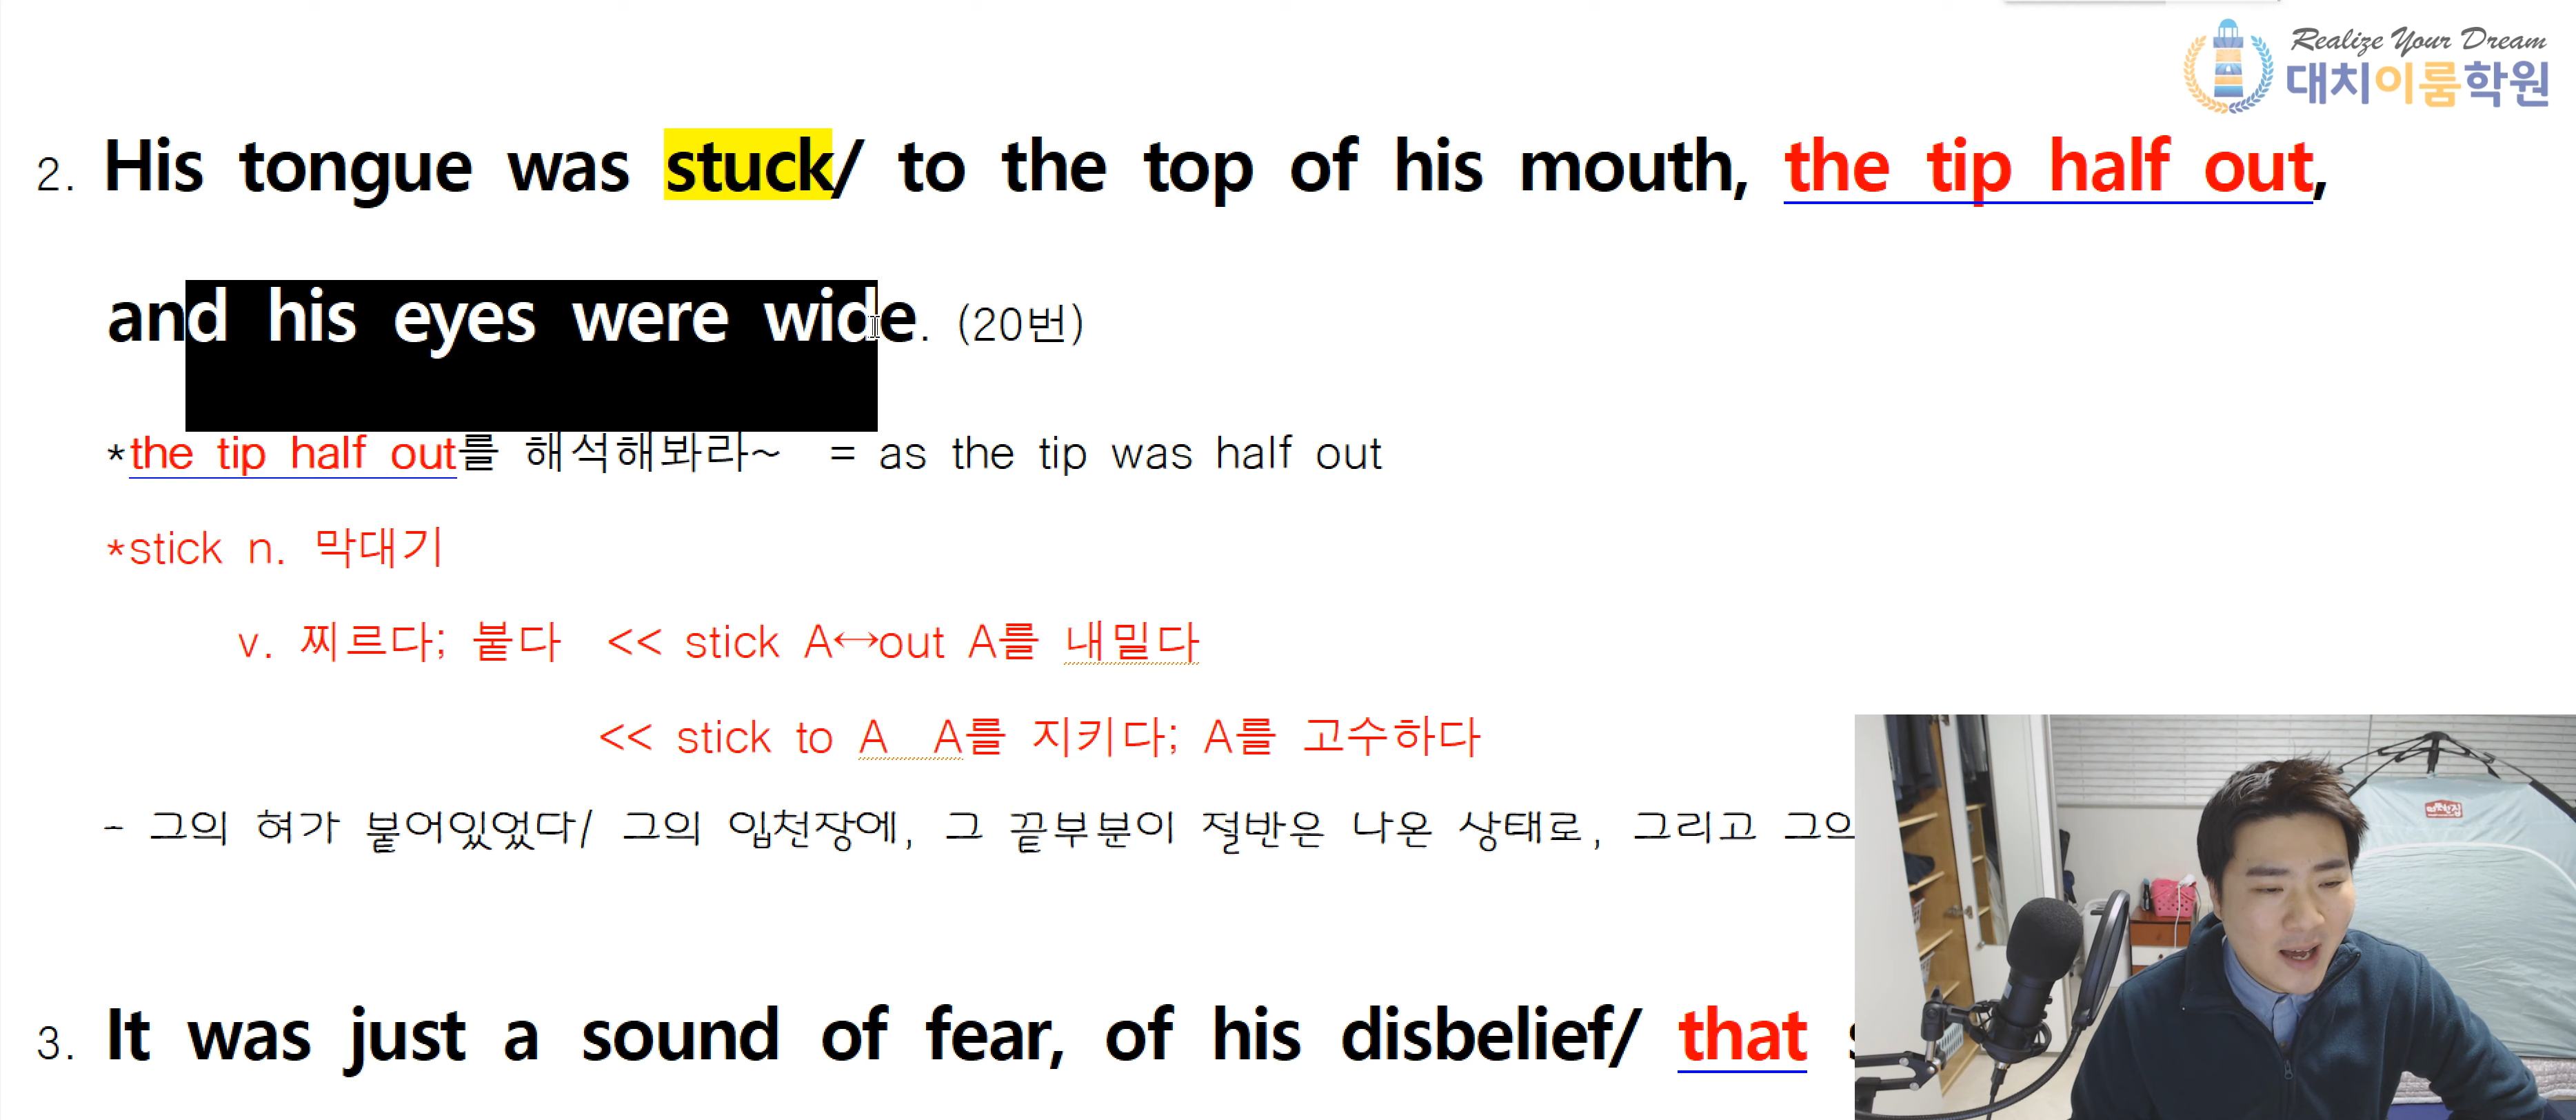 Realize Your Dream
대치이룸학원
2. His tongue was stuck/ to the top of his mouth, the tip half out,
and his eyes were wide. (20번)
*the tip half out를 해석해봐라~ = as the tip was half out
*stick n. 막대기
v. 찌르다; 붙다 << stick A↔out A를 내밀다
<< stick to A A를 지키다; A를 고수하다
- 그의 혀가 붙어있었다/ 그의 입천장에, 그 끝부분이 절반은 나온 상태로, 그리고 그의
3. It was just a sound of fear, of his disbelief/ that